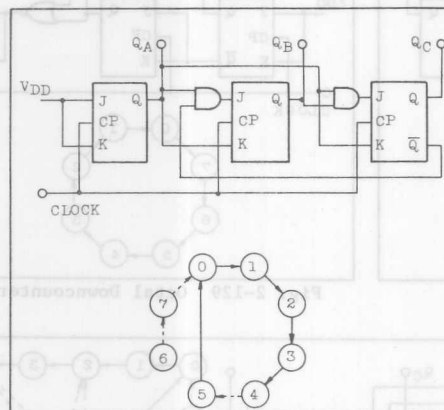 QA QB QC
VDD
J Q J Q J Q
CP CP CP
K K K Q̅
CLOCK
0 1
7 2
6 3
5 4